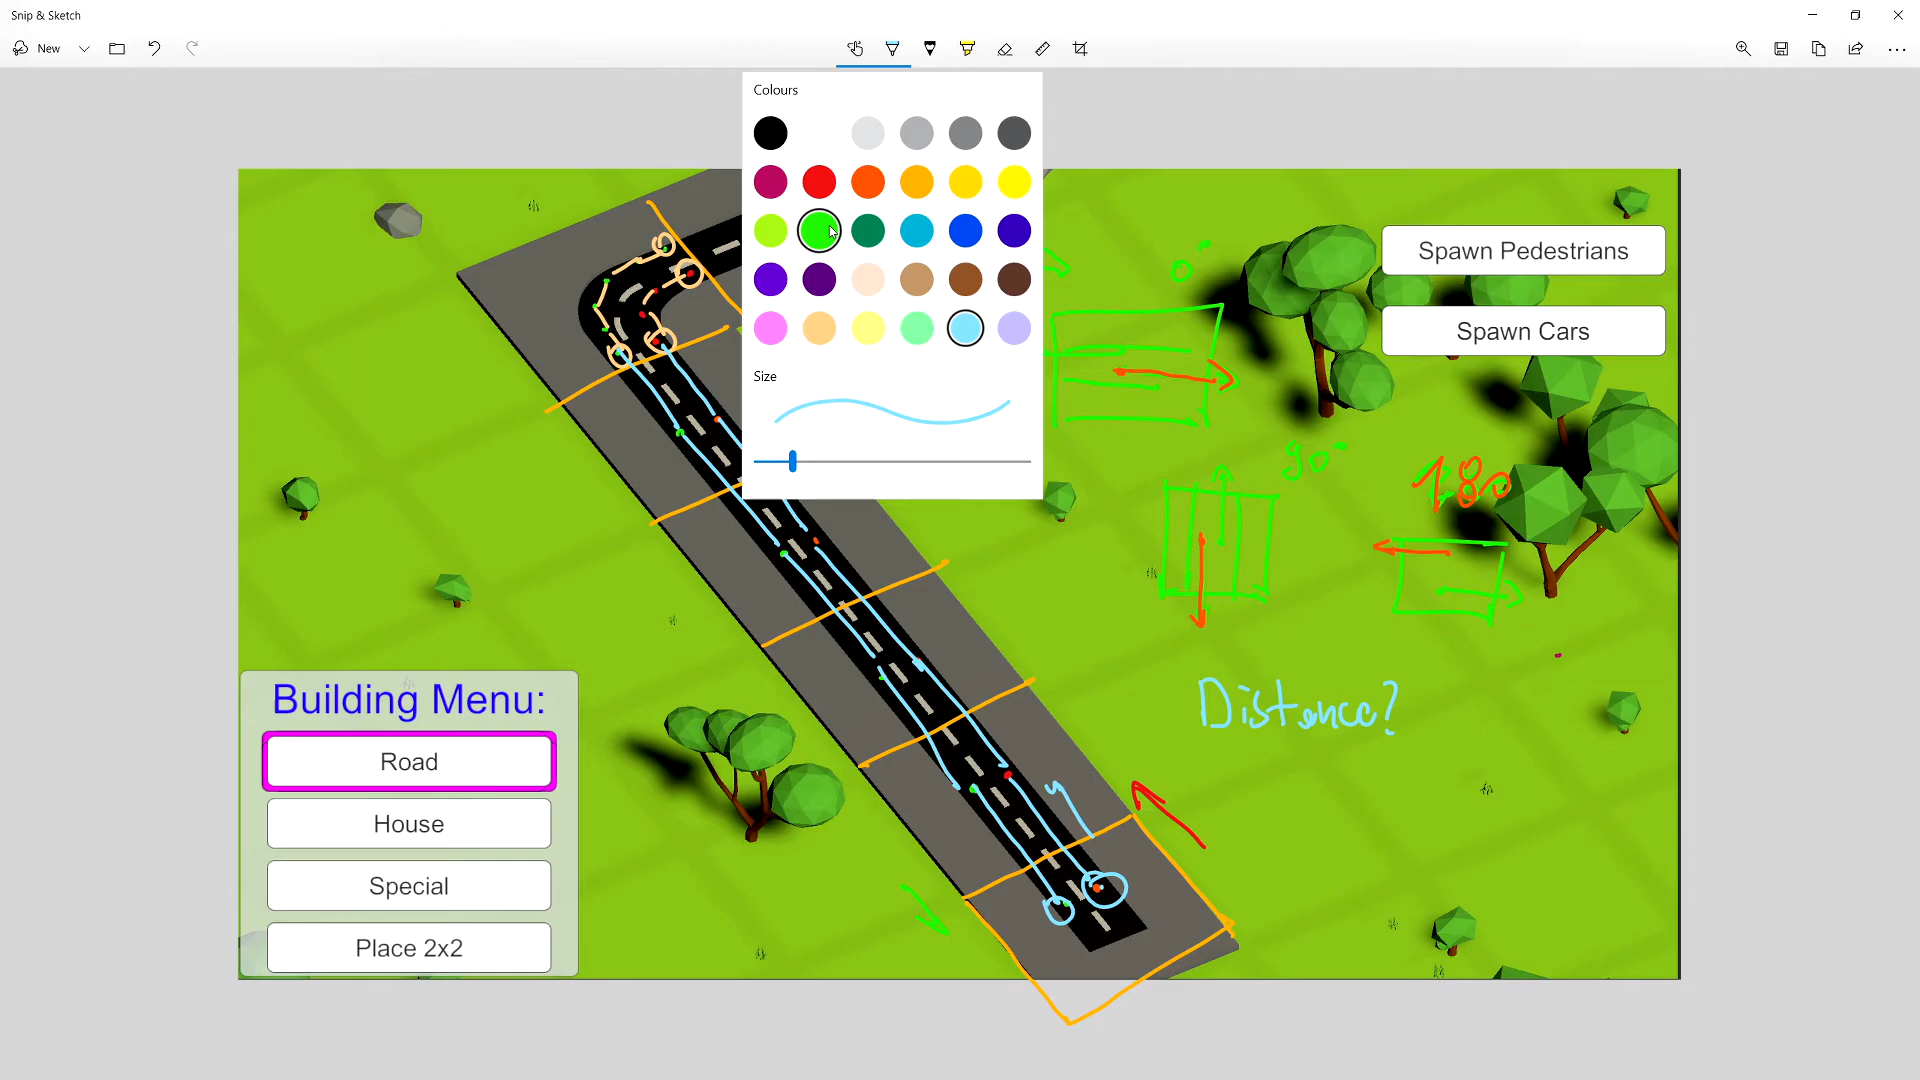 Snip & Sketch
New
Colours
Size
Spawn Pedestrians
Spawn Cars
0°
90°
180
Distance?
Building Menu:
Road
House
Special
Place 2x2